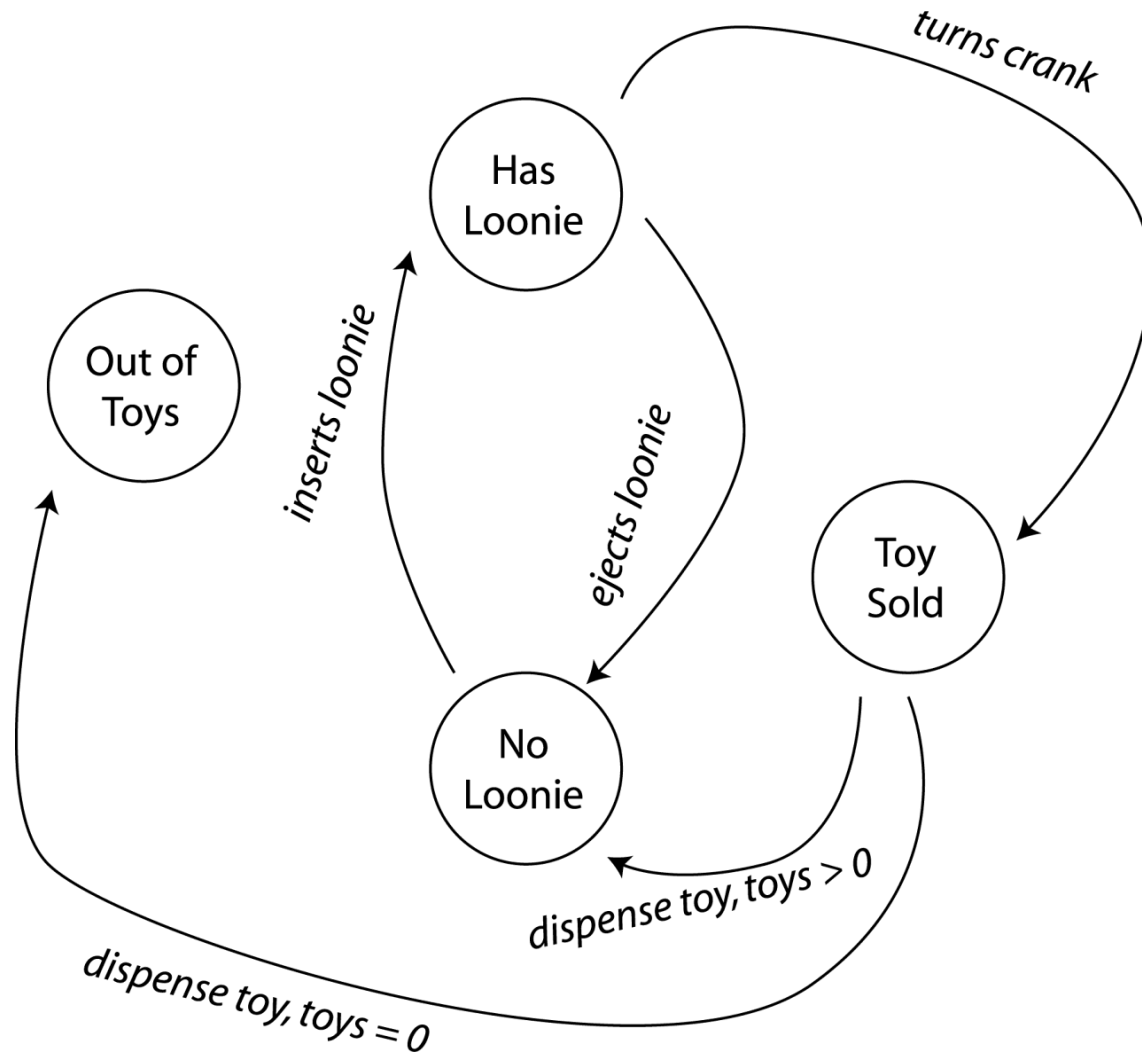 turns crank
Has
Loonie
Out of
Toys
inserts loonie
ejects loonie
Toy
Sold
No
Loonie
dispense toy, toys > 0
dispense toy, toys = 0